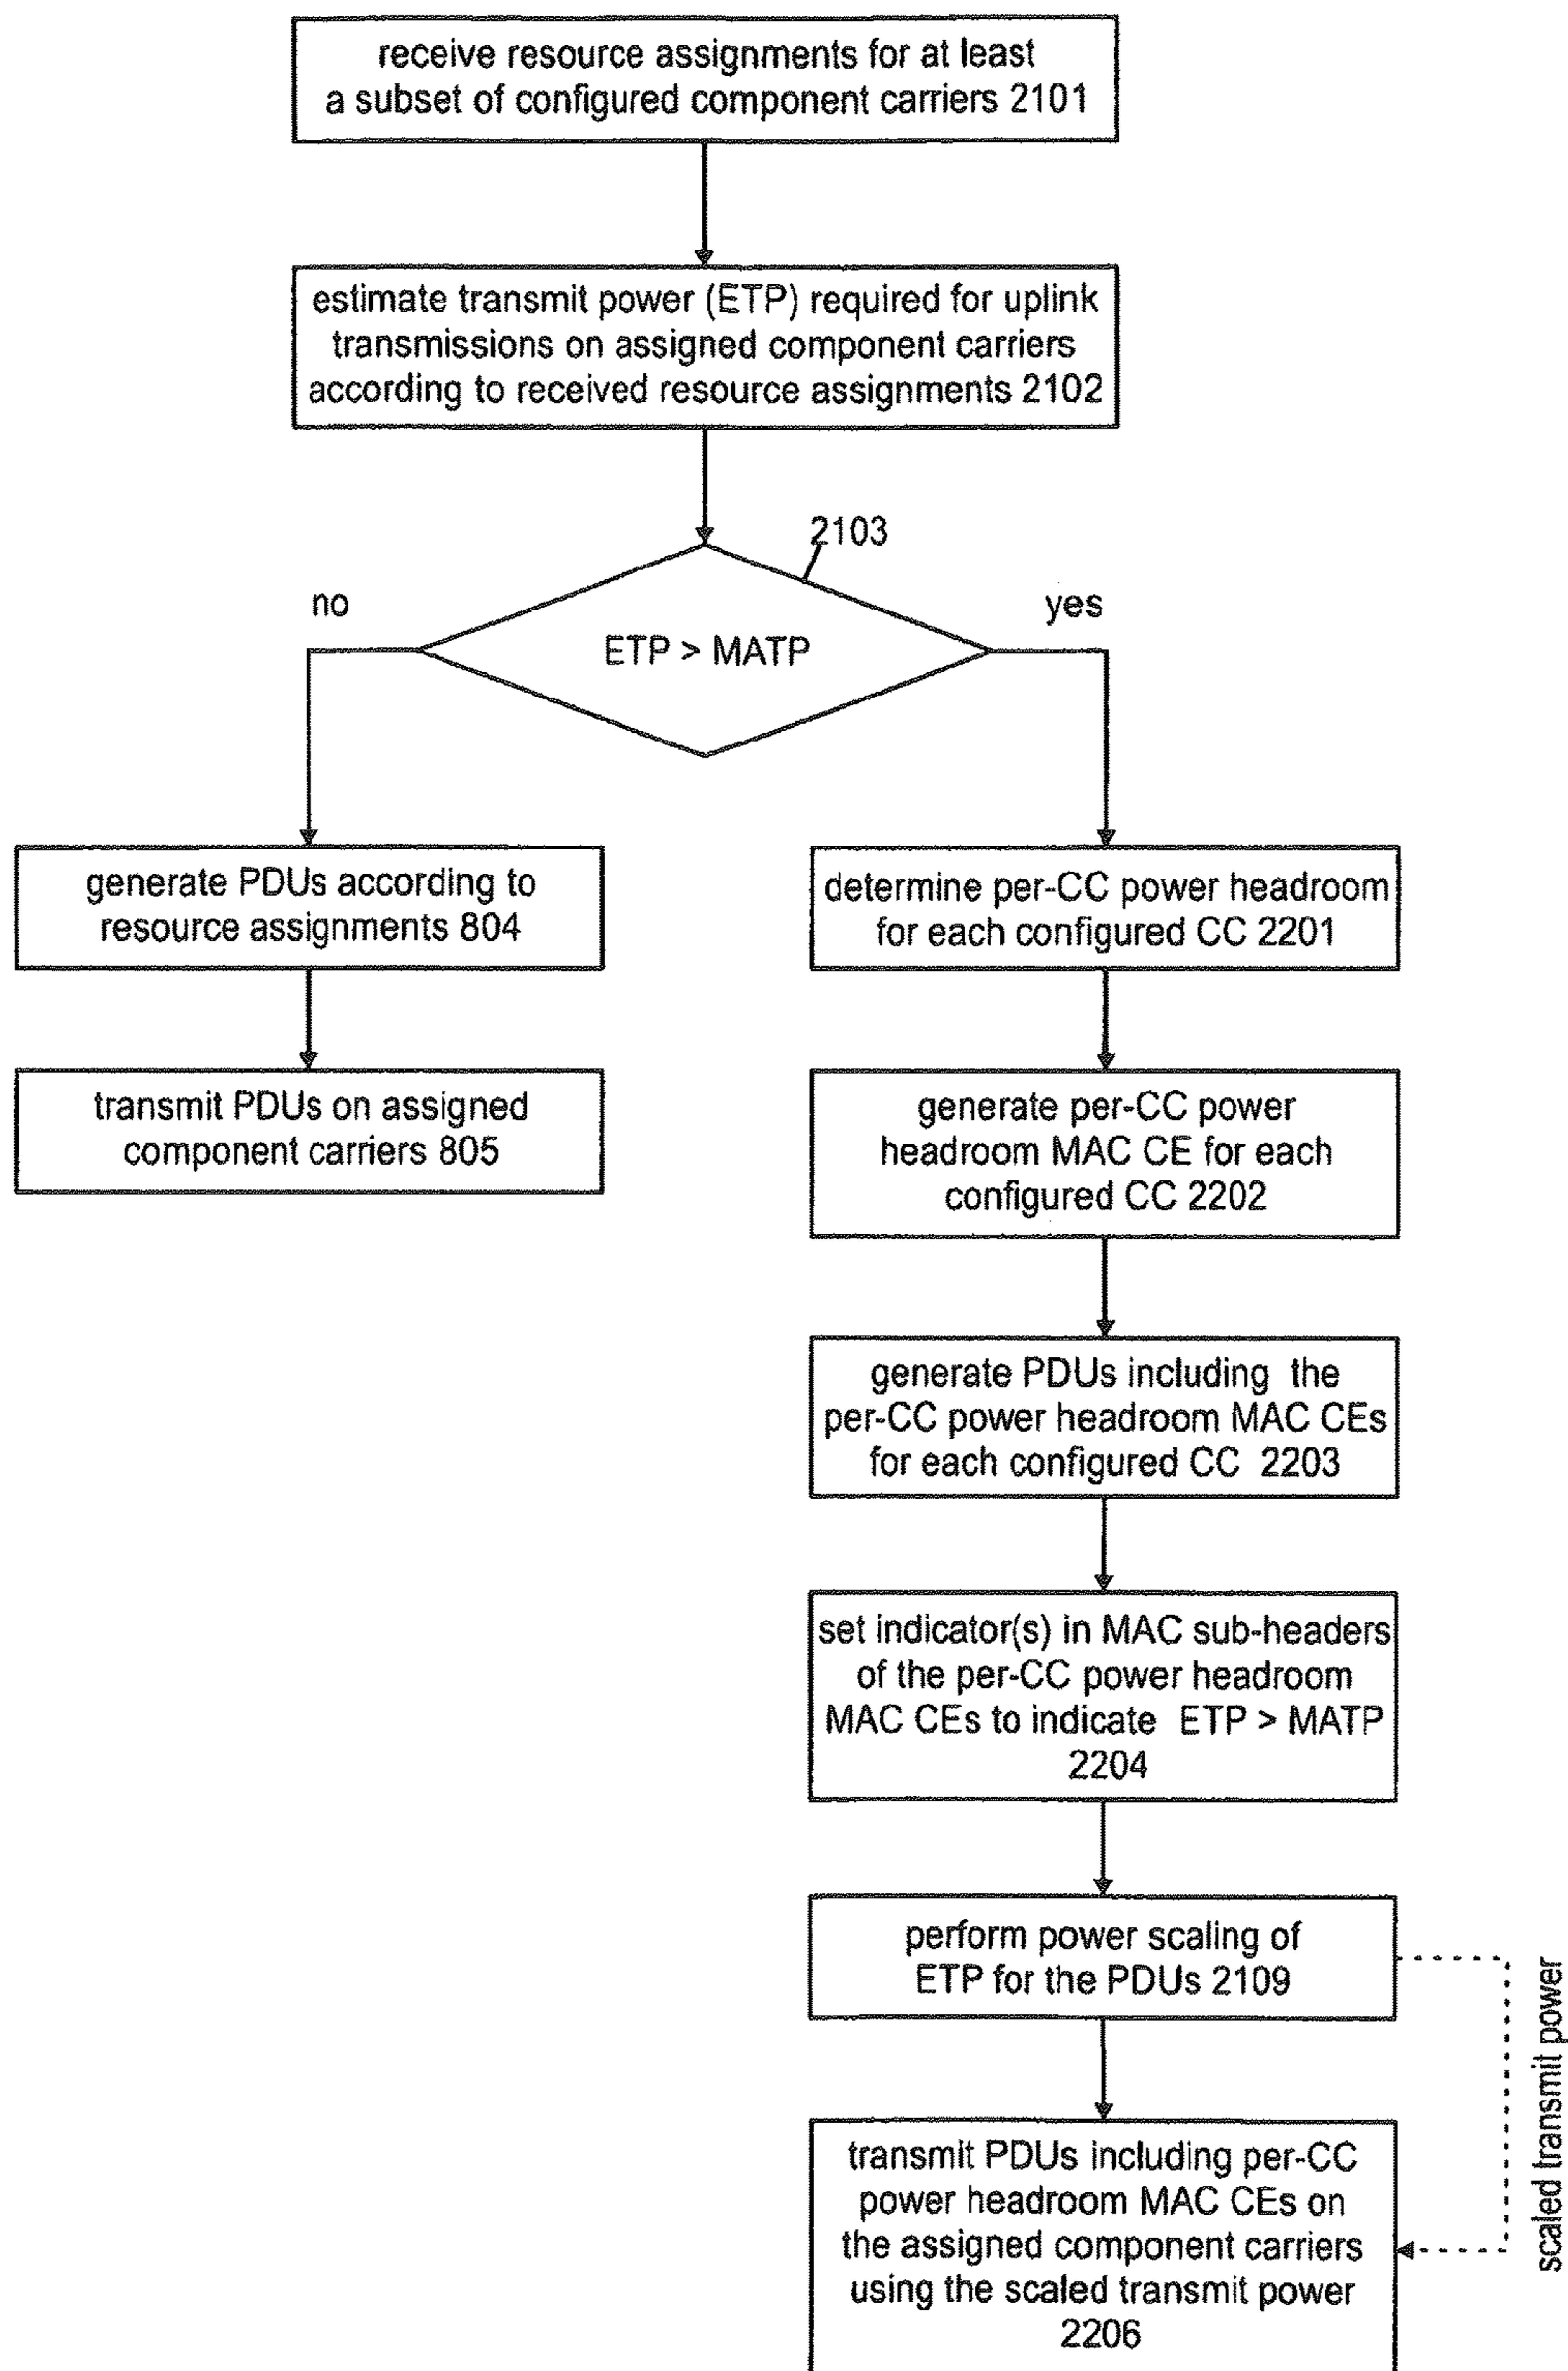 receive resource assignments for at least
a subset of configured component carriers 2101
estimate transmit power (ETP) required for uplink
transmissions on assigned component carriers
according to received resource assignments 2102
2103
no
yes
ETP > MATP
generate PDUs according to
resource assignments 804
transmit PDUs on assigned
component carriers 805
determine per-CC power headroom
for each configured CC 2201
generate per-CC power
headroom MAC CE for each
configured CC 2202
generate PDUs including the
per-CC power headroom MAC CEs
for each configured CC 2203
set indicator(s) in MAC sub-headers
of the per-CC power headroom
MAC CEs to indicate ETP > MATP
2204
perform power scaling of
ETP for the PDUs 2109
scaled transmit power
transmit PDUs including per-CC
power headroom MAC CEs on
the assigned component carriers
using the scaled transmit power
2206